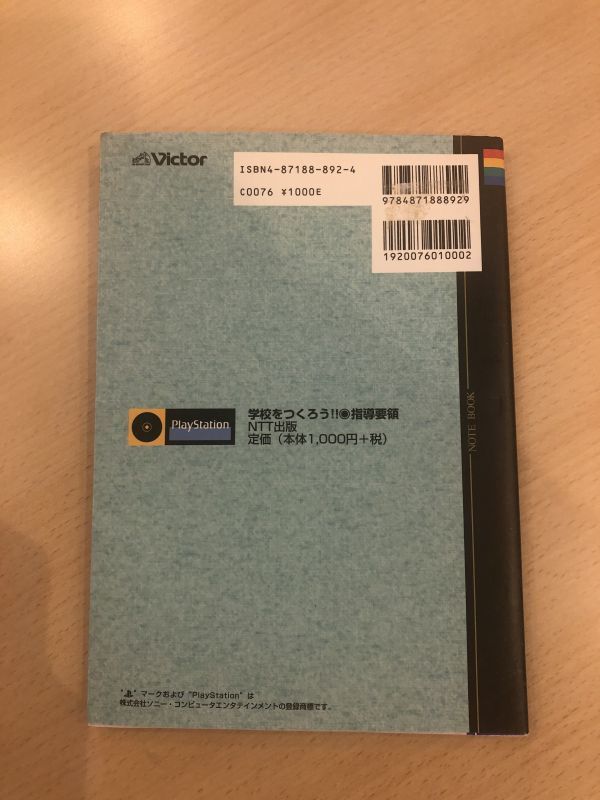 Victor
ISBN4-87188-892-4
C0076 ¥1000E
9784871888929
1920076010002
PlayStation
学校をつくろう!!◉指導要領
NTT出版
定価（本体1,000円＋税）
NOTE BOOK
" " マークおよび "PlayStation" は
株式会社ソニー・コンピュータエンタテインメントの登録商標です。